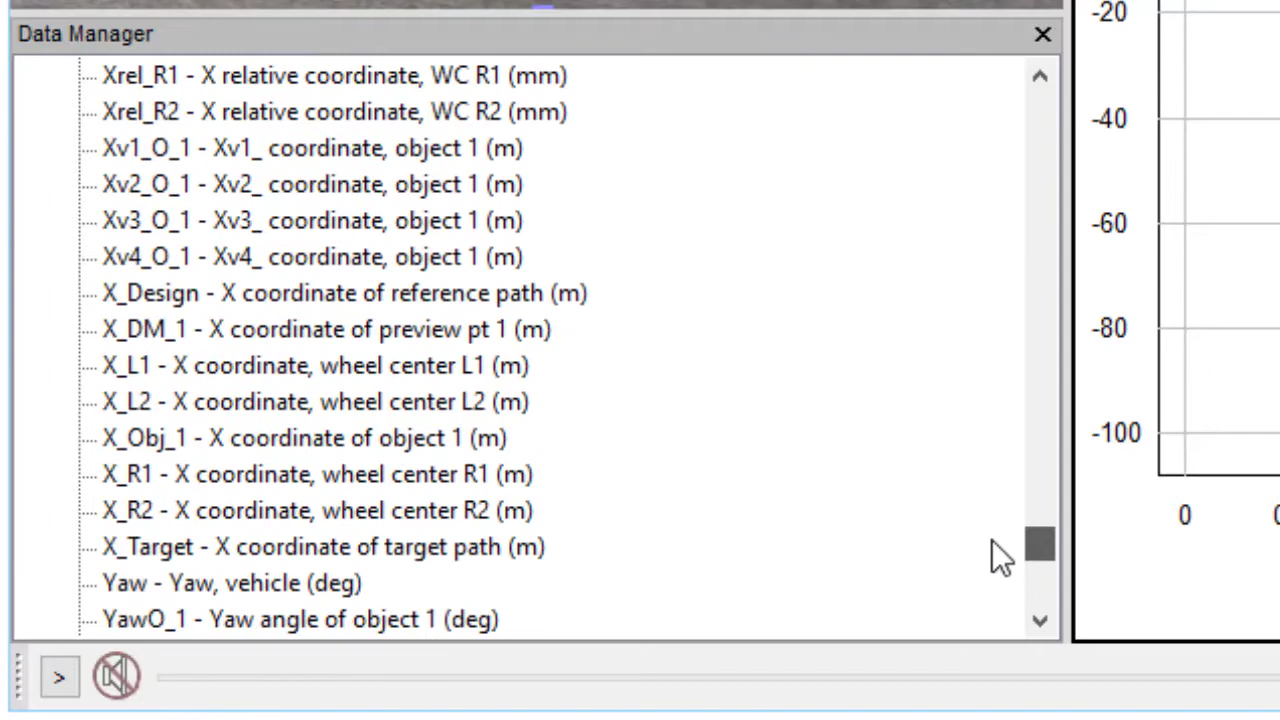 Data Manager
Xrel_R1 - X relative coordinate, WC R1 (mm)
Xrel_R2 - X relative coordinate, WC R2 (mm)
Xv1_O_1 - Xv1_ coordinate, object 1 (m)
Xv2_O_1 - Xv2_ coordinate, object 1 (m)
Xv3_O_1 - Xv3_ coordinate, object 1 (m)
Xv4_O_1 - Xv4_ coordinate, object 1 (m)
X_Design - X coordinate of reference path (m)
X_DM_1 - X coordinate of preview pt 1 (m)
X_L1 - X coordinate, wheel center L1 (m)
X_L2 - X coordinate, wheel center L2 (m)
X_Obj_1 - X coordinate of object 1 (m)
X_R1 - X coordinate, wheel center R1 (m)
X_R2 - X coordinate, wheel center R2 (m)
X_Target - X coordinate of target path (m)
Yaw - Yaw, vehicle (deg)
YawO_1 - Yaw angle of object 1 (deg)
>
-20
-40
-60
-80
-100
0